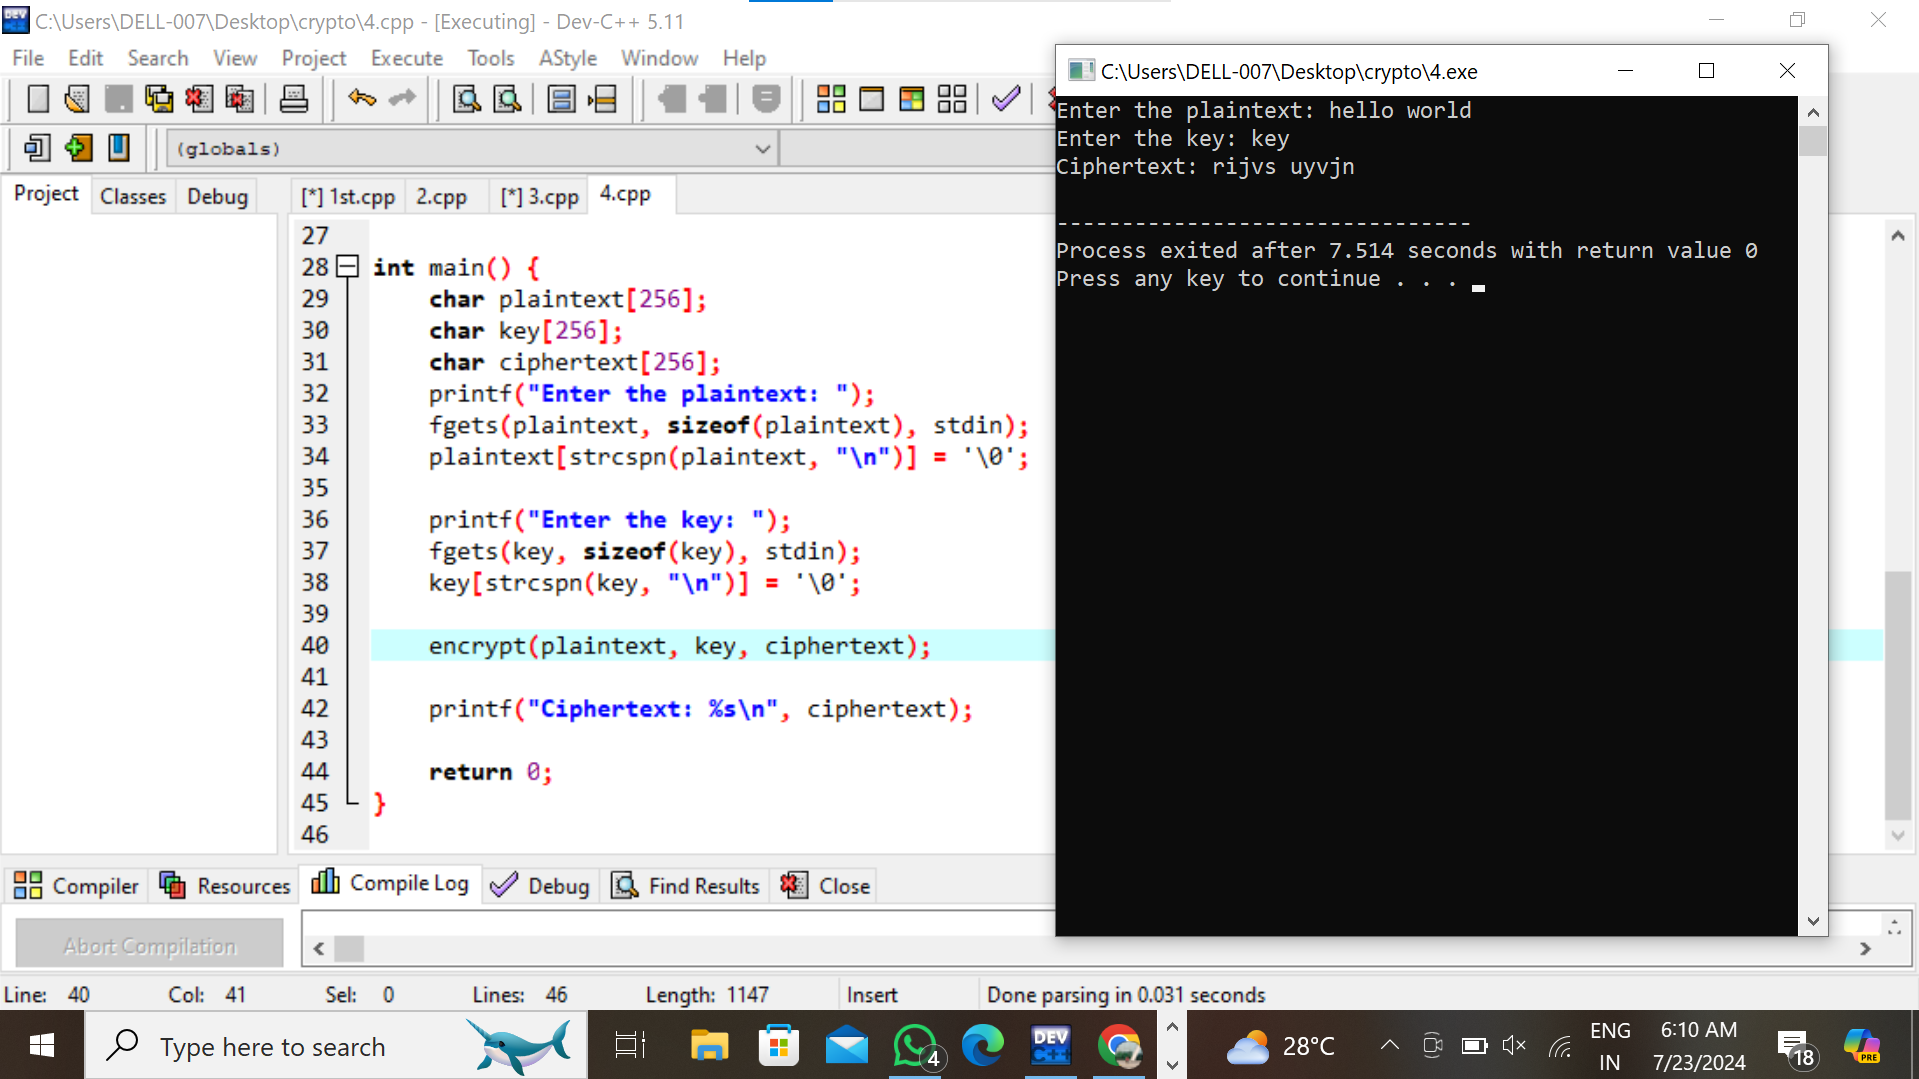 C:\Users\DELL-007\Desktop\crypto\4.cpp - [Executing] - Dev-C++ 5.11
File Edit Search View Project Execute Tools AStyle Window Help
(globals)
Project Classes Debug
[*] 1st.cpp 2.cpp [*] 3.cpp 4.cpp
27
28 int main() {
29 char plaintext[256];
30 char key[256];
31 char ciphertext[256];
32 printf("Enter the plaintext: ");
33 fgets(plaintext, sizeof(plaintext), stdin);
34 plaintext[strcspn(plaintext, "\n")] = '\0';
35
36 printf("Enter the key: ");
37 fgets(key, sizeof(key), stdin);
38 key[strcspn(key, "\n")] = '\0';
39
40 encrypt(plaintext, key, ciphertext);
41
42 printf("Ciphertext: %s\n", ciphertext);
43
44 return 0;
45 }
46
C:\Users\DELL-007\Desktop\crypto\4.exe
Enter the plaintext: hello world
Enter the key: key
Ciphertext: rijvs uyvjn
--------------------------------
Process exited after 7.514 seconds with return value 0
Press any key to continue . . .
Compiler Resources Compile Log Debug Find Results Close
Abort Compilation
Line: 40 Col: 41 Sel: 0 Lines: 46 Length: 1147 Insert Done parsing in 0.031 seconds
Type here to search
4
DEV
C++
28°C
ENG
IN
6:10 AM
7/23/2024
18
PRE